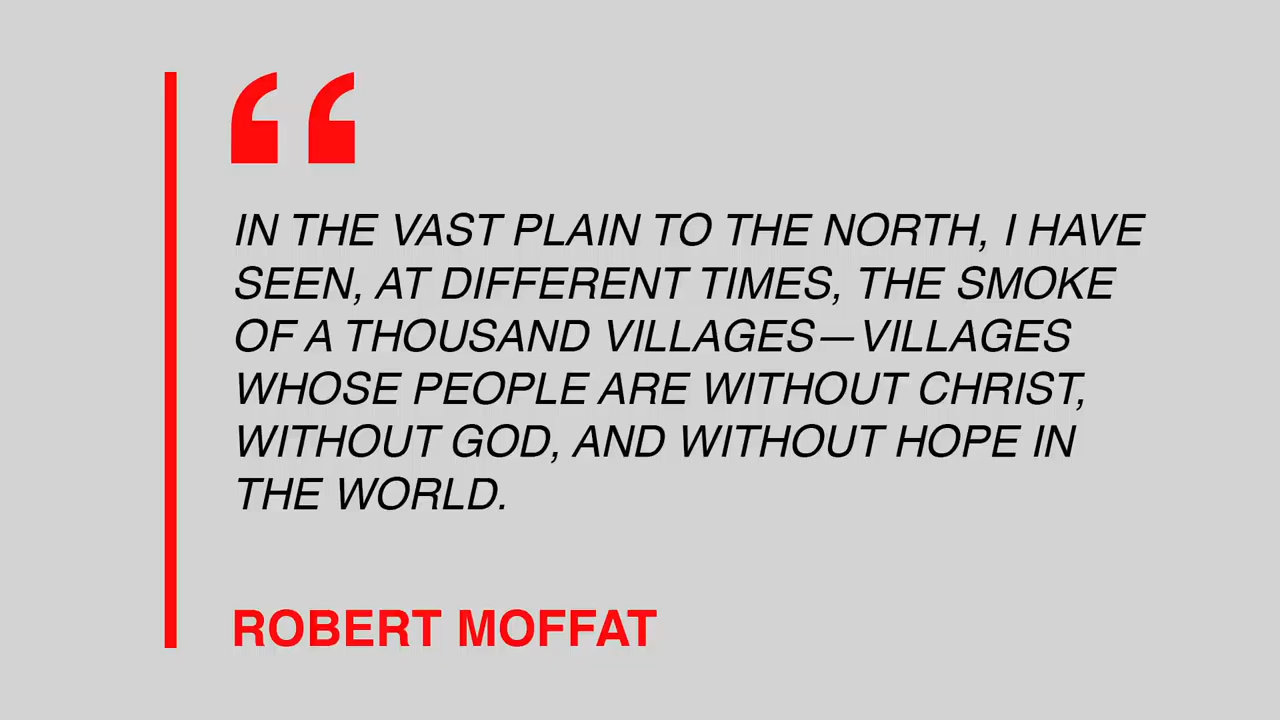 “
IN THE VAST PLAIN TO THE NORTH, I HAVE
SEEN, AT DIFFERENT TIMES, THE SMOKE
OF A THOUSAND VILLAGES—VILLAGES
WHOSE PEOPLE ARE WITHOUT CHRIST,
WITHOUT GOD, AND WITHOUT HOPE IN
THE WORLD.
ROBERT MOFFAT